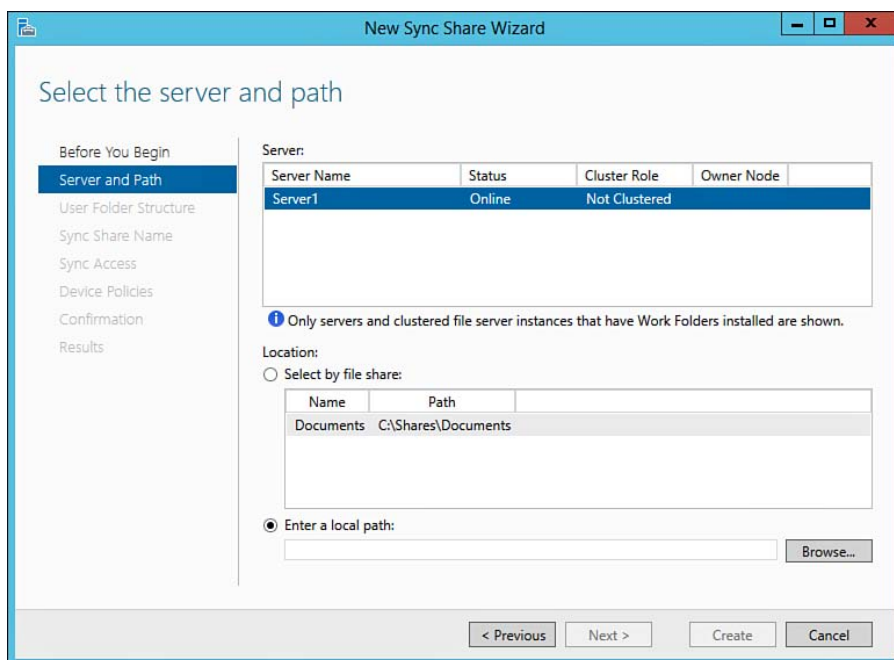 New Sync Share Wizard
Select the server and path
Before You Begin
Server and Path
User Folder Structure
Sync Share Name
Sync Access
Device Policies
Confirmation
Results
Server:
Server Name Status Cluster Role Owner Node
Server1 Online Not Clustered
Only servers and clustered file server instances that have Work Folders installed are shown.
Location:
Select by file share:
Name Path
Documents C:\Shares\Documents
Enter a local path:
Browse...
< Previous Next > Create Cancel